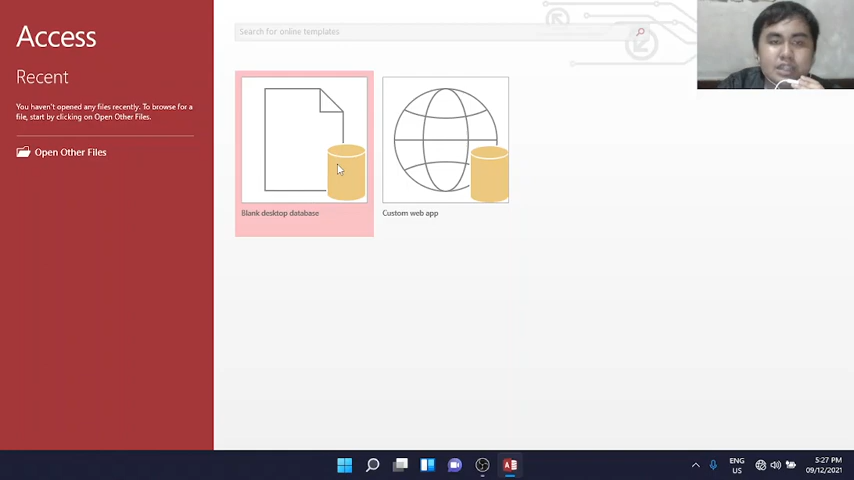 Access
Search for online templates
Recent
You haven't opened any files recently. To browse for a
file, start by clicking on Open Other Files.
Open Other Files
Blank desktop database
Custom web app
ENG
US
5:27 PM
09/12/2021